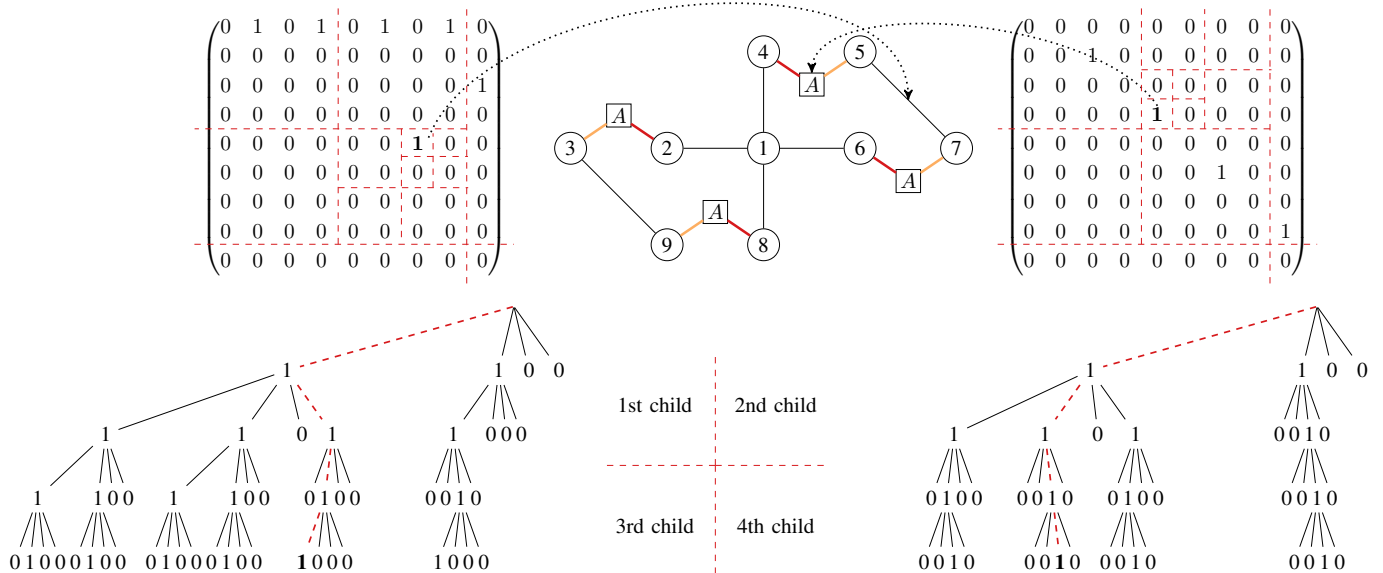 0 1 0 1 0 1 0 1 0
0 0 0 0 0 0 0 0 0
0 0 0 0 0 0 0 0 1
0 0 0 0 0 0 0 0 0
0 0 0 0 0 0 1 0 0
0 0 0 0 0 0 0 0 0
0 0 0 0 0 0 0 0 0
0 0 0 0 0 0 0 0 0
0 0 0 0 0 0 0 0 0
4 5
A
A
3 2 1 6 7
A
A
9 8
0 0 0 0 0 0 0 0 0
0 0 1 0 0 0 0 0 0
0 0 0 0 0 0 0 0 0
0 0 0 0 1 0 0 0 0
0 0 0 0 0 0 0 0 0
0 0 0 0 0 0 1 0 0
0 0 0 0 0 0 0 0 0
0 0 0 0 0 0 0 0 1
0 0 0 0 0 0 0 0 0
1 1 0 0
1 1 0 1 1 0 0 0
1 1 0 0 1 1 0 0 0 1 0 0 0 0 1 0
0 1 0 0 0 1 0 0 0 1 0 0 0 1 0 0 1 0 0 0 1 0 0 0
1st child 2nd child
3rd child 4th child
1 1 0 0
1 1 0 1 0 0 1 0
0 1 0 0 0 0 1 0 0 1 0 0 0 0 1 0
0 0 1 0 0 0 1 0 0 0 1 0 0 0 1 0